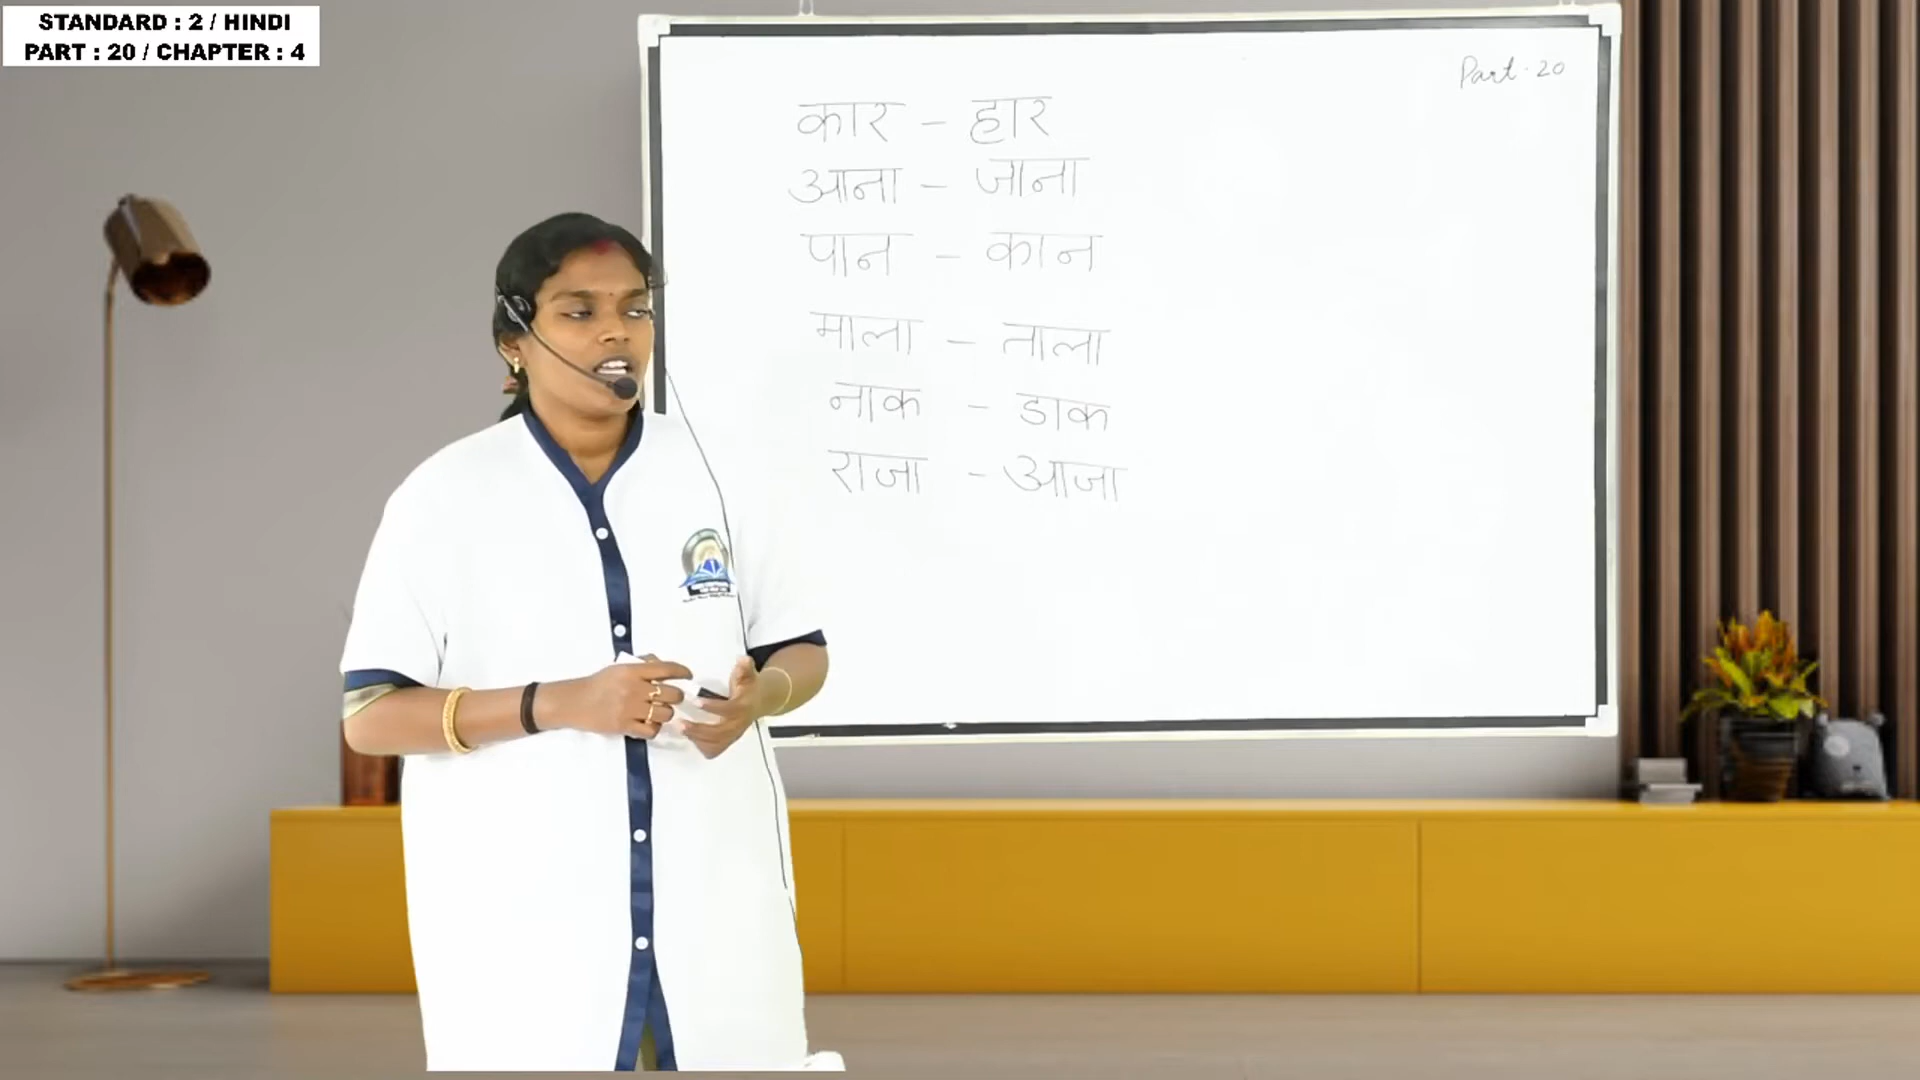 STANDARD : 2 / HINDI
PART : 20 / CHAPTER : 4
Part - 20
कार - हार
आना - जाना
पान - कान
माला - ताला
नाक - डाक
राजा - आजा